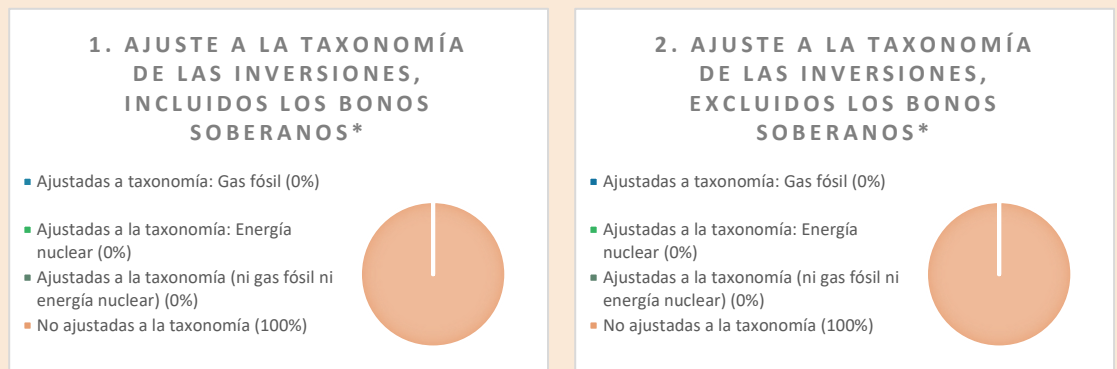 1. AJUSTE A LA TAXONOMÍA
DE LAS INVERSIONES,
INCLUIDOS LOS BONOS
SOBERANOS*
Ajustadas a taxonomía: Gas fósil (0%)
Ajustadas a la taxonomía: Energía
nuclear (0%)
Ajustadas a la taxonomía (ni gas fósil ni
energía nuclear) (0%)
No ajustadas a la taxonomía (100%)
2. AJUSTE A LA TAXONOMÍA
DE LAS INVERSIONES,
EXCLUIDOS LOS BONOS
SOBERANOS*
Ajustadas a taxonomía: Gas fósil (0%)
Ajustadas a la taxonomía: Energía
nuclear (0%)
Ajustadas a la taxonomía (ni gas fósil ni
energía nuclear) (0%)
No ajustadas a la taxonomía (100%)